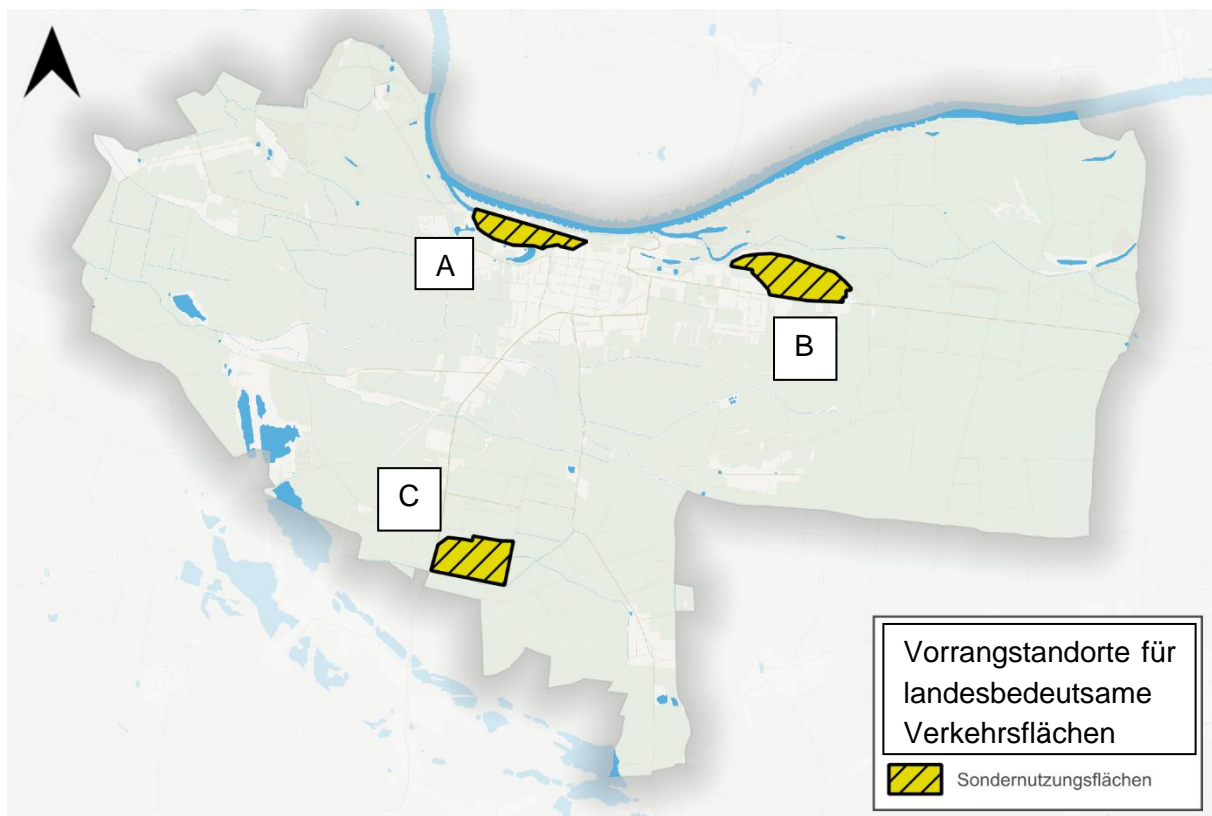 A
B
C
Vorrangstandorte für
landesbedeutsame
Verkehrsflächen
Sondernutzungsflächen